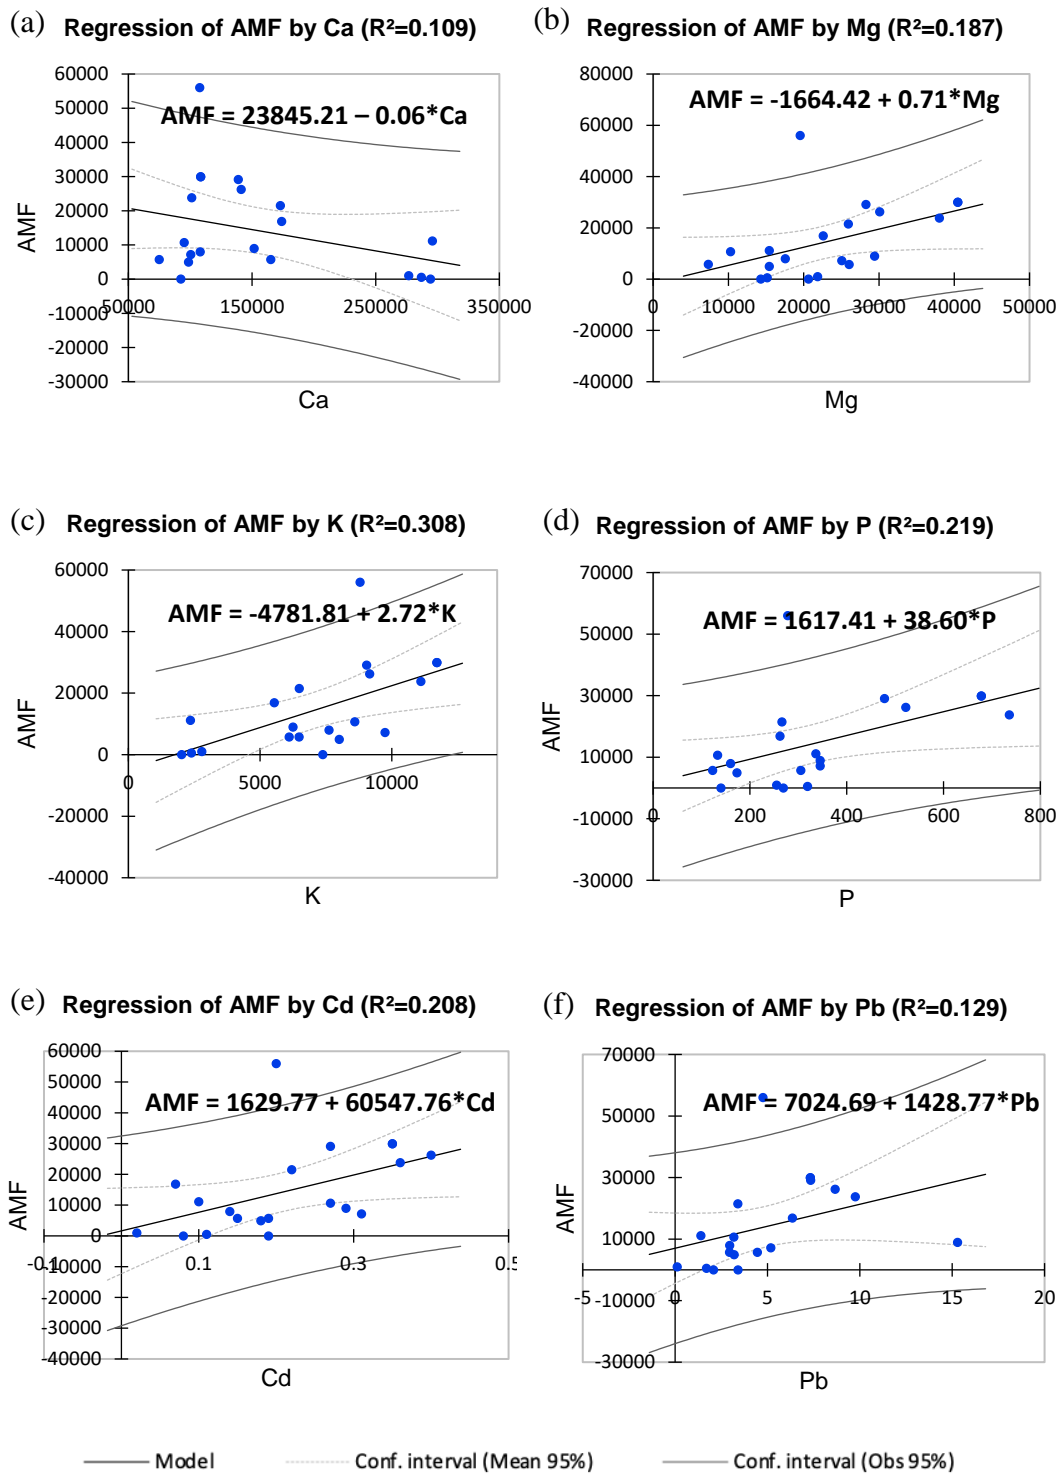 (a) Regression of AMF by Ca (R²=0.109)
60000
50000
40000
30000
20000
10000
0
-10000
-20000
-30000
AMF = 23845.21 – 0.06*Ca
50000 150000 250000 350000
AMF
Ca
(b) Regression of AMF by Mg (R²=0.187)
80000
60000
40000
20000
0
-20000
-40000
AMF = -1664.42 + 0.71*Mg
0 10000 20000 30000 40000 50000
AMF
Mg
(c) Regression of AMF by K (R²=0.308)
60000
40000
20000
0
-20000
-40000
AMF = -4781.81 + 2.72*K
0 5000 10000
AMF
K
(d) Regression of AMF by P (R²=0.219)
70000
50000
30000
10000
-10000
-30000
AMF = 1617.41 + 38.60*P
0 200 400 600 800
AMF
P
(e) Regression of AMF by Cd (R²=0.208)
60000
50000
40000
30000
20000
10000
0
-10000
-20000
-30000
-40000
AMF = 1629.77 + 60547.76*Cd
-0.1 0.1 0.3 0.5
AMF
Cd
(f) Regression of AMF by Pb (R²=0.129)
70000
50000
30000
10000
-10000
-30000
AMF = 7024.69 + 1428.77*Pb
-5 0 5 10 15 20
AMF
Pb
Model Conf. interval (Mean 95%) Conf. interval (Obs 95%)